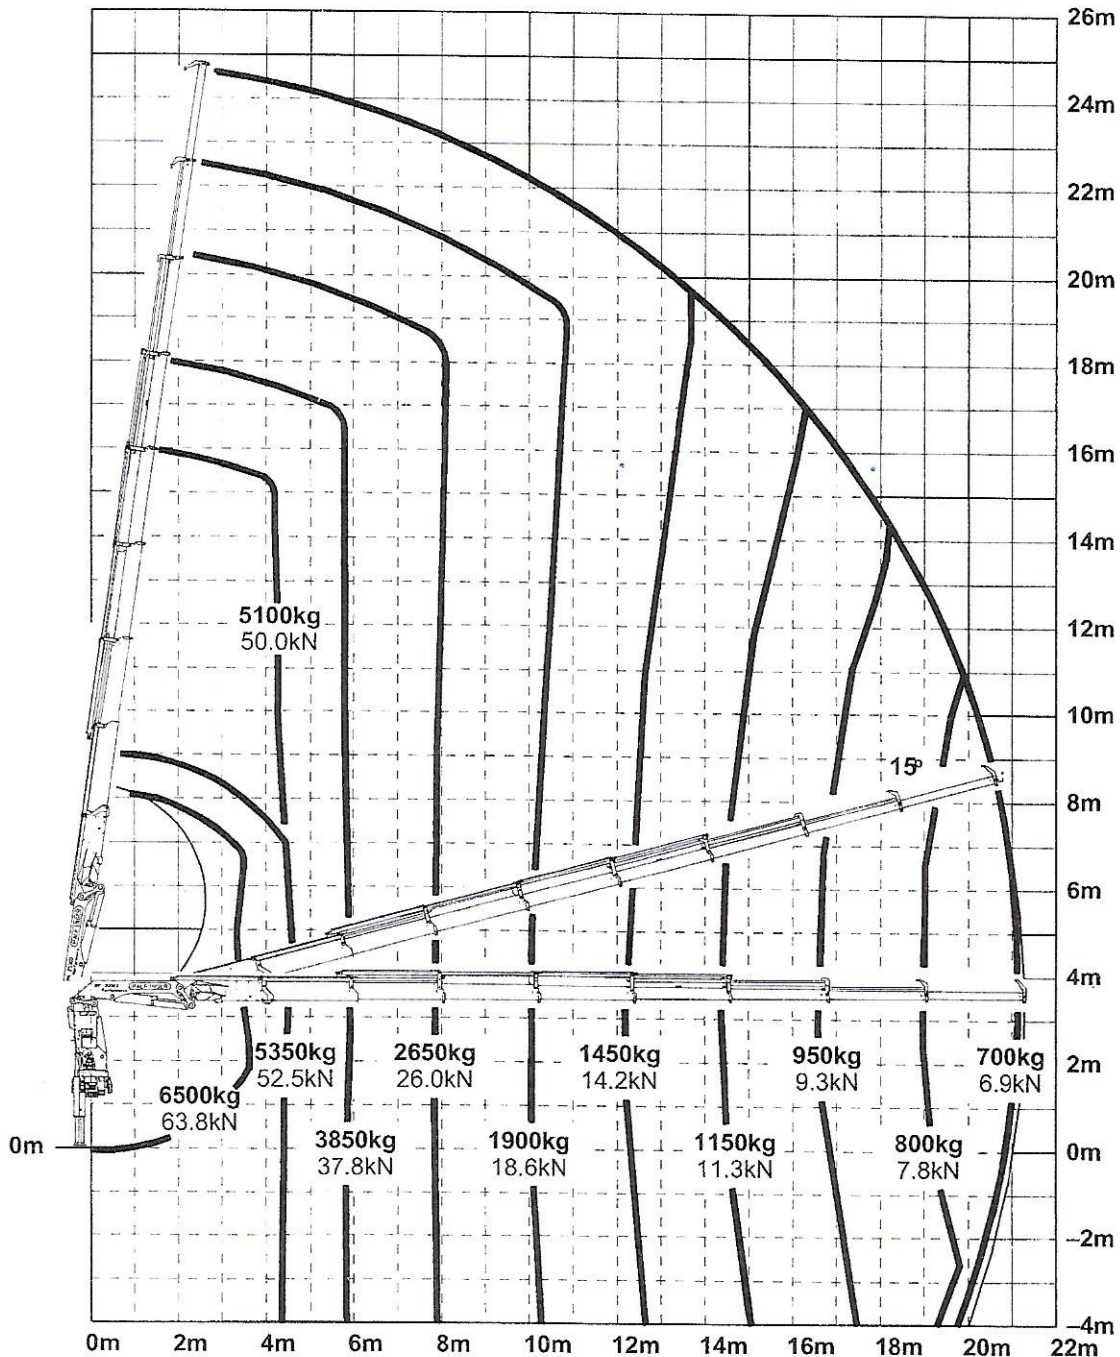 26m
24m
22m
20m
18m
16m
14m
5100kg
50.0kN
12m
10m
15°
8m
6m
4m
PALFINGER
5350kg
52.5kN
2650kg
26.0kN
1450kg
14.2kN
950kg
9.3kN
700kg
6.9kN
2m
6500kg
63.8kN
0m
3850kg
37.8kN
1900kg
18.6kN
1150kg
11.3kN
800kg
7.8kN
0m
-2m
-4m
0m 2m 4m 6m 8m 10m 12m 14m 16m 18m 20m 22m